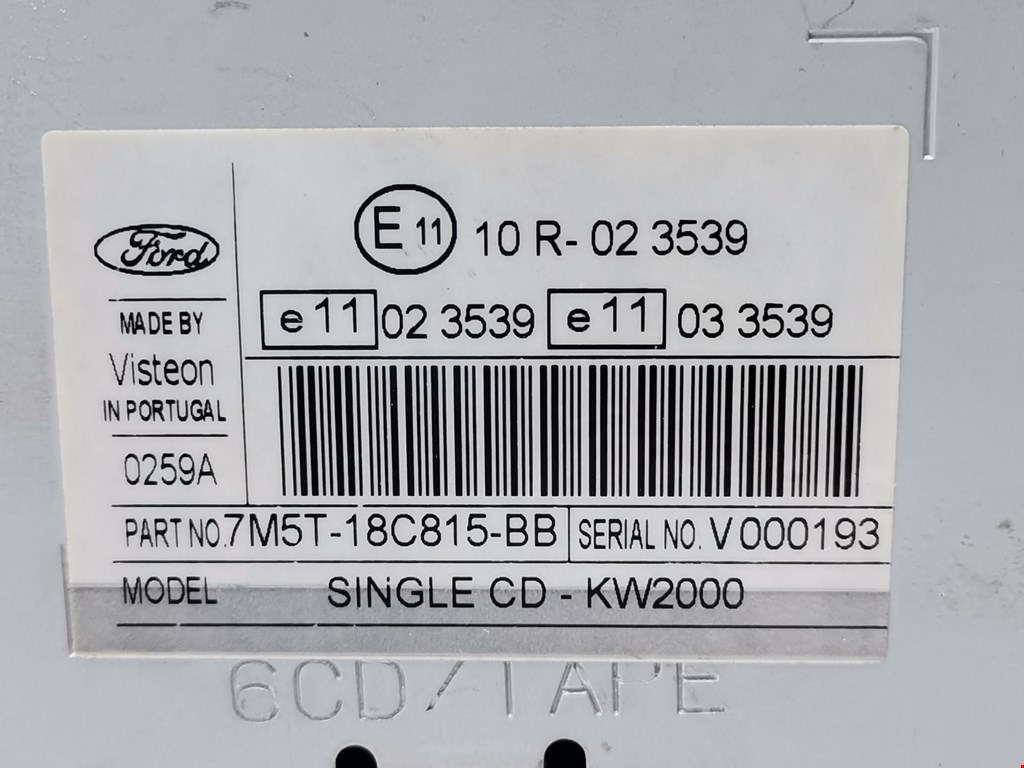 Ford
MADE BY
Visteon
IN PORTUGAL
0259A
E 11 10 R- 02 3539
e 11 02 3539 e 11 03 3539
PART NO. 7M5T-18C815-BB SERIAL NO. V000193
MODEL SINGLE CD - KW2000
6CD/TAPE